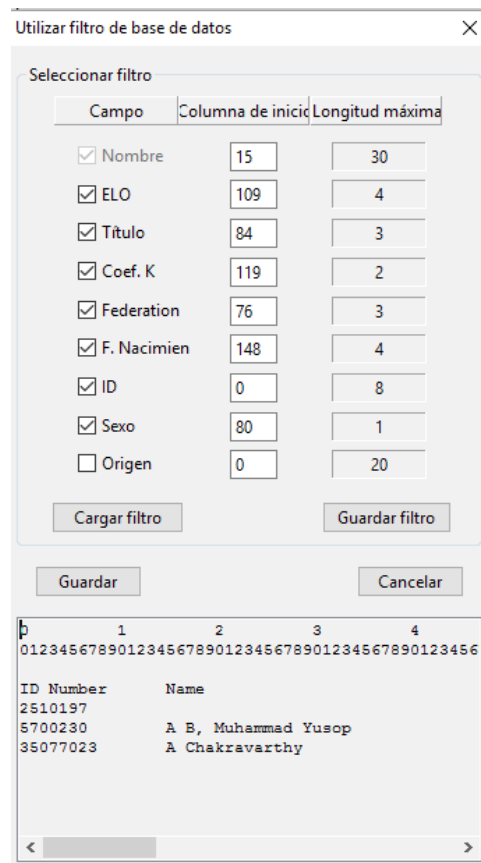 Utilizar filtro de base de datos
Seleccionar filtro
Campo Columna de inicio Longitud máxima
Nombre 15 30
ELO 109 4
Título 84 3
Coef. K 119 2
Federation 76 3
F. Nacimien 148 4
ID 0 8
Sexo 80 1
Origen 0 20
Cargar filtro Guardar filtro
Guardar Cancelar
0 1 2 3 4
01234567890123456789012345678901234567890123456
ID Number Name
2510197
5700230 A B, Muhammad Yusop
35077023 A Chakravarthy